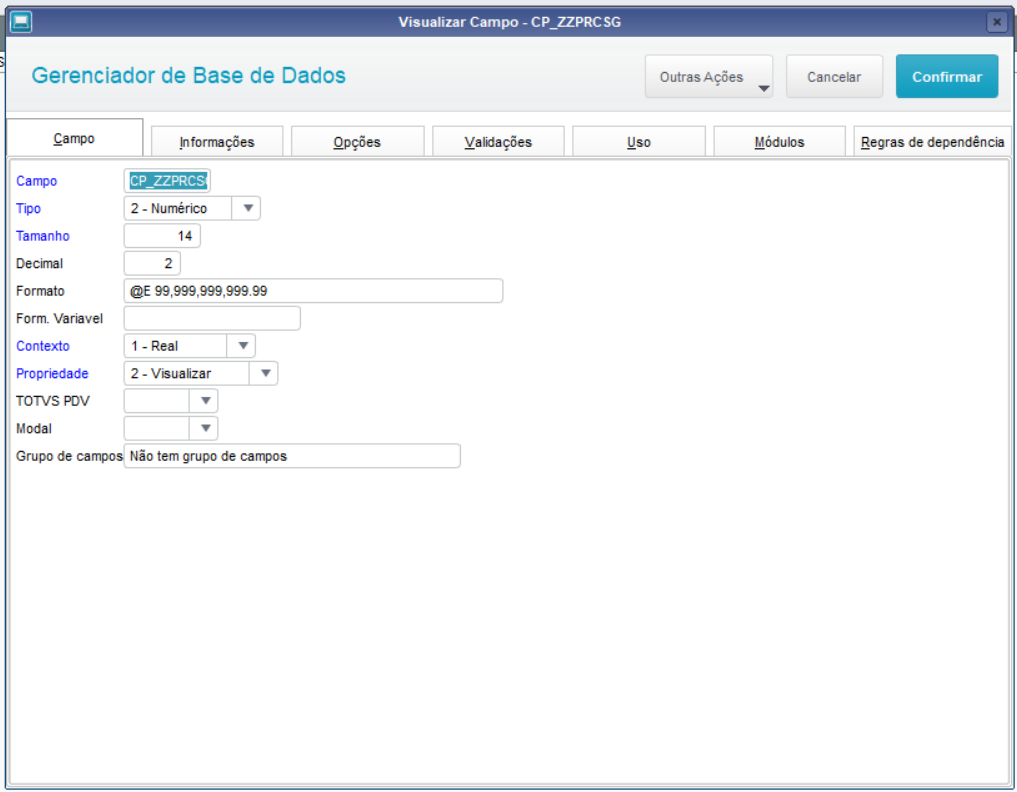 Visualizar Campo - CP_ZZPRCSG
Gerenciador de Base de Dados
Outras Ações
Cancelar
Confirmar
Campo
Informações
Opções
Validações
Uso
Módulos
Regras de dependência
Campo CP_ZZPRCS
Tipo 2 - Numérico
Tamanho 14
Decimal 2
Formato @E 99,999,999,999.99
Form. Variavel
Contexto 1 - Real
Propriedade 2 - Visualizar
TOTVS PDV
Modal
Grupo de campos Não tem grupo de campos